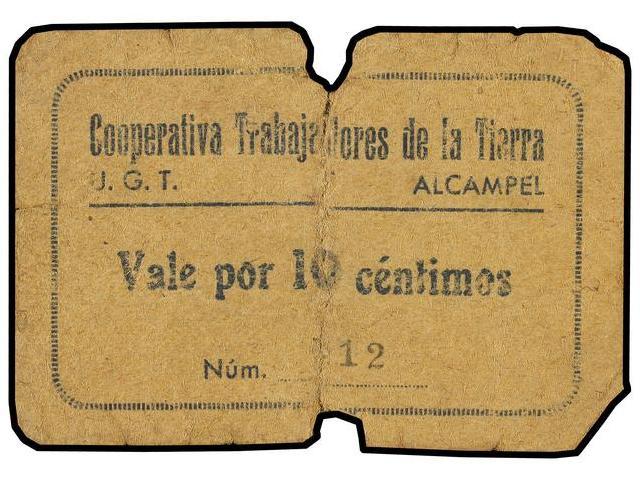 Cooperativa Trabajadores de la Tierra
U. G. T. ALCAMPEL
Vale por 10 céntimos
Núm. 12